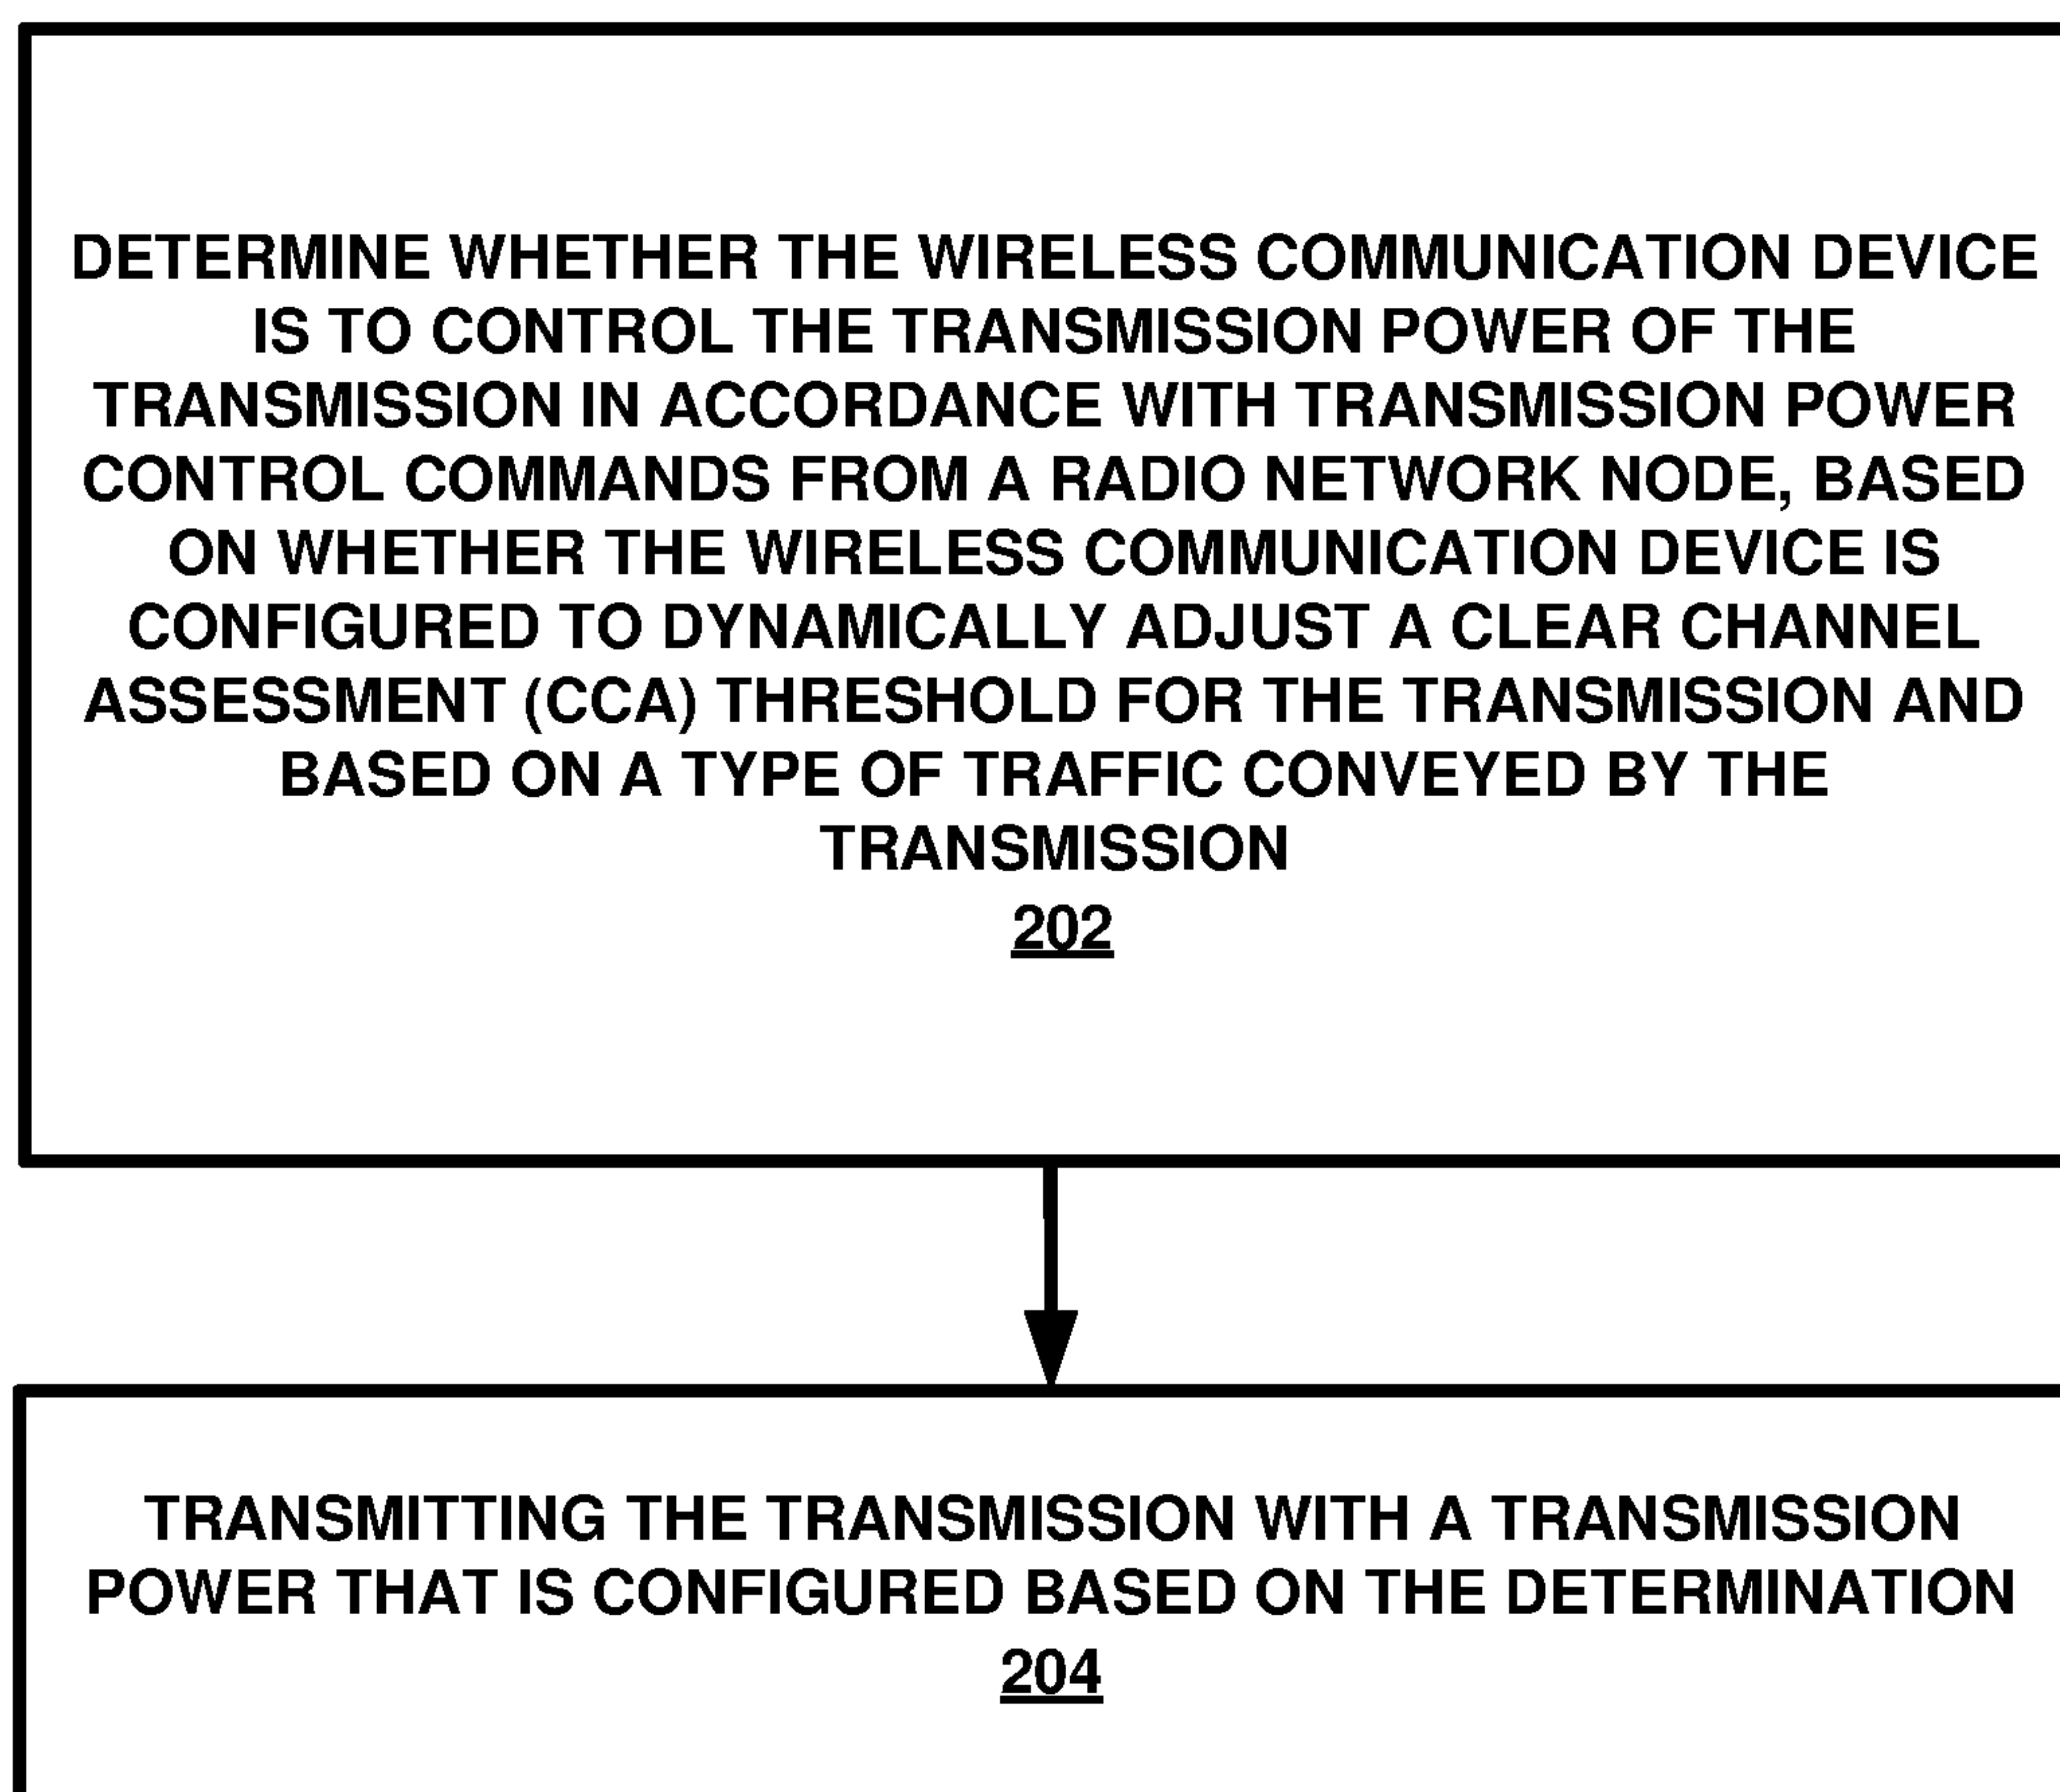 DETERMINE WHETHER THE WIRELESS COMMUNICATION DEVICE
IS TO CONTROL THE TRANSMISSION POWER OF THE
TRANSMISSION IN ACCORDANCE WITH TRANSMISSION POWER
CONTROL COMMANDS FROM A RADIO NETWORK NODE, BASED
ON WHETHER THE WIRELESS COMMUNICATION DEVICE IS
CONFIGURED TO DYNAMICALLY ADJUST A CLEAR CHANNEL
ASSESSMENT (CCA) THRESHOLD FOR THE TRANSMISSION AND
BASED ON A TYPE OF TRAFFIC CONVEYED BY THE
TRANSMISSION
202
TRANSMITTING THE TRANSMISSION WITH A TRANSMISSION
POWER THAT IS CONFIGURED BASED ON THE DETERMINATION
204